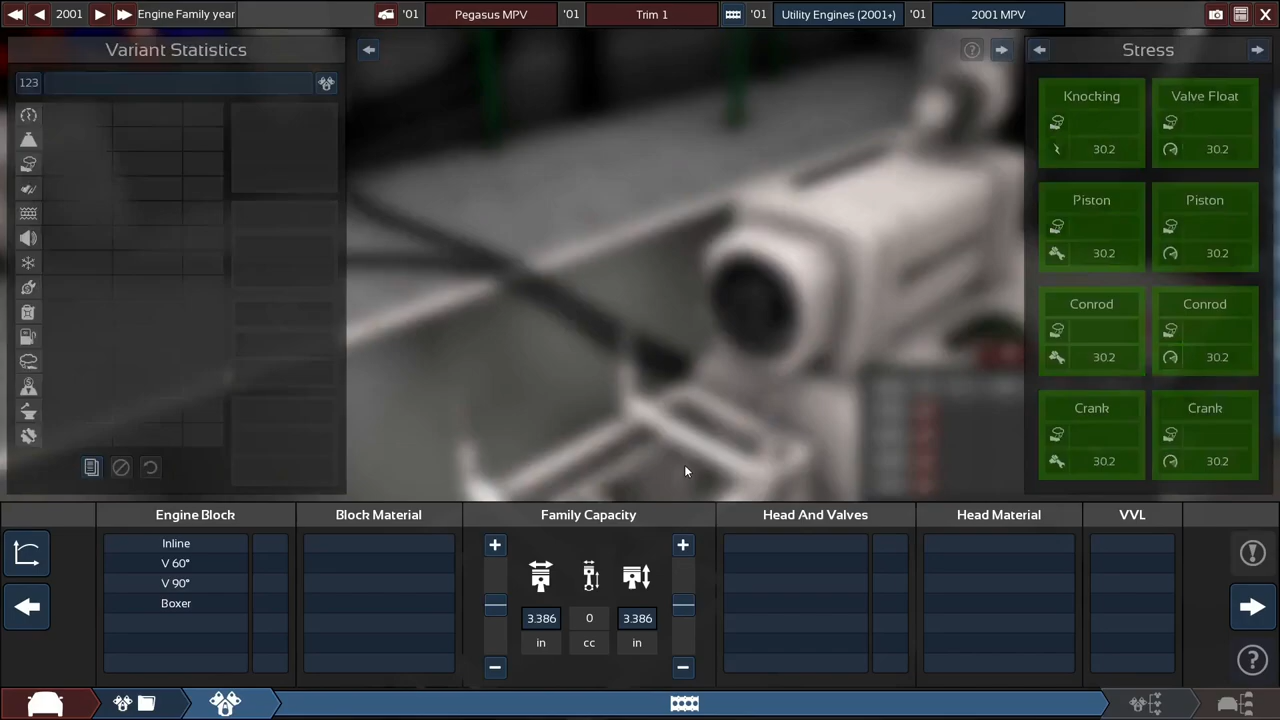 2001 Engine Family year '01 Pegasus MPV '01 Trim 1 '01 Utility Engines (2001+) '01 2001 MPV
Variant Statistics
123
Stress
Knocking Valve Float
30.2 30.2
Piston Piston
30.2 30.2
Conrod Conrod
30.2 30.2
Crank Crank
30.2 30.2
Engine Block Block Material Family Capacity Head And Valves Head Material VVL
Inline
V 60°
V 90°
Boxer
3.386 0 3.386
in cc in